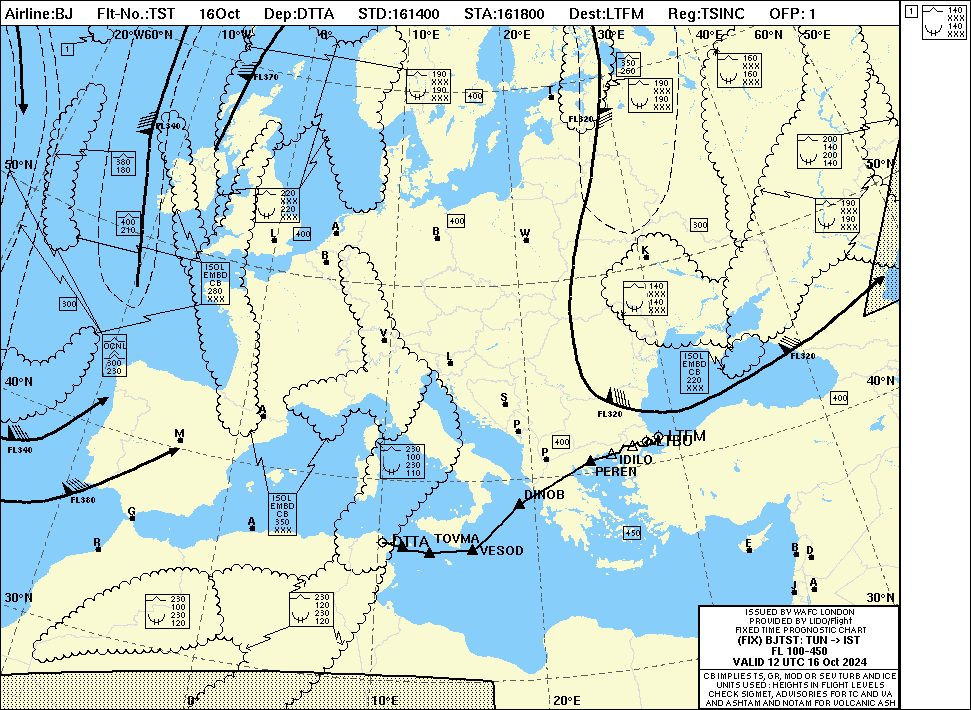 Airline:BJ Flt-No.:TST 16Oct Dep:DTTA STD:161400 STA:161800 Dest:LTFM Reg:TSINC OFP: 1
1
140
XXX
140
XXX
20°W60°N 10°W 0° 10°E 20°E 30°E 40°E 60°N 50°E
1
FL370
190
XXX
190
XXX
400
350
260
190
XXX
190
XXX
160
XXX
160
XXX
T
FL340
FL320
200
140
200
140
50°N
380
180
50°N
220
XXX
220
XXX
400
210
190
XXX
190
XXX
400
300
L
400
A
B
W
B
K
ISOL
EMBD
CB
280
XXX
140
XXX
140
XXX
300
V
OCNL
300
230
L
ISOL
EMBD
CB
220
XXX
FL320
40°N
40°N
400
S
A
FL320
P
M
FL340
400
LTFM
LTBU
P
IDILO
PEREN
230
100
230
110
FL380
ISOL
EMBD
CB
350
XXX
DINOB
G
A
450
R
DTTA
TOVMA
VESOD
E
B
D
J
A
30°N
30°N
230
100
230
120
230
120
230
120
ISSUED BY WAFC LONDON
PROVIDED BY LIDO/Flight
FIXED TIME PROGNOSTIC CHART
(FIX) BJTST: TUN -> IST
FL 100-450
VALID 12 UTC 16 Oct 2024
CB IMPLIES TS, GR, MOD OR SEV TURB AND ICE
UNITS USED : HEIGHTS IN FLIGHT LEVELS
CHECK SIGMET, ADVISORIES FOR TC AND VA
AND ASHTAM AND NOTAM FOR VOLCANIC ASH
0° 10°E 20°E